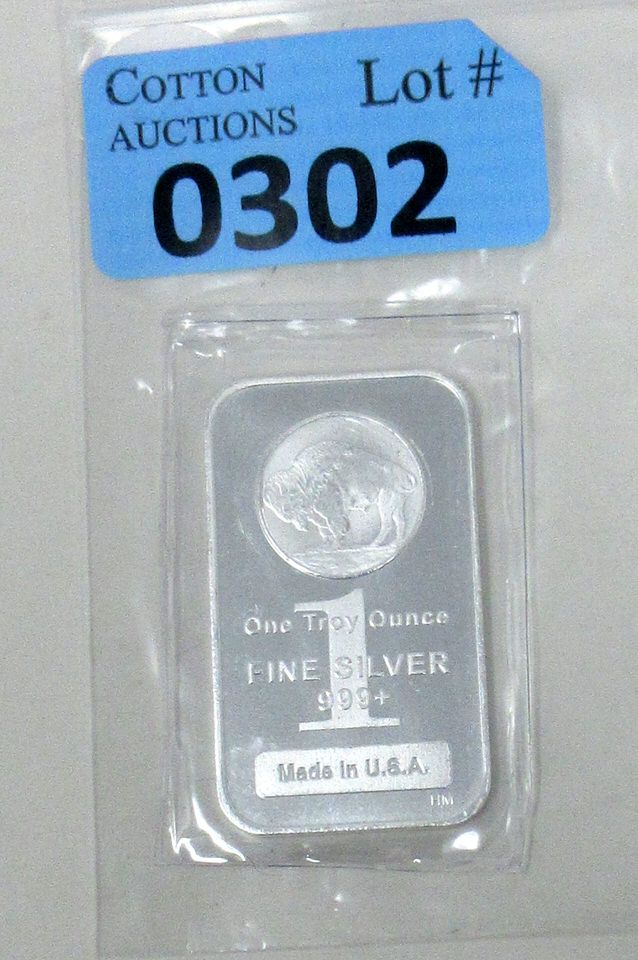 COTTON
AUCTIONS
Lot #
0302
1
One Troy Ounce
FINE SILVER
999+
Made in U.S.A.
HM